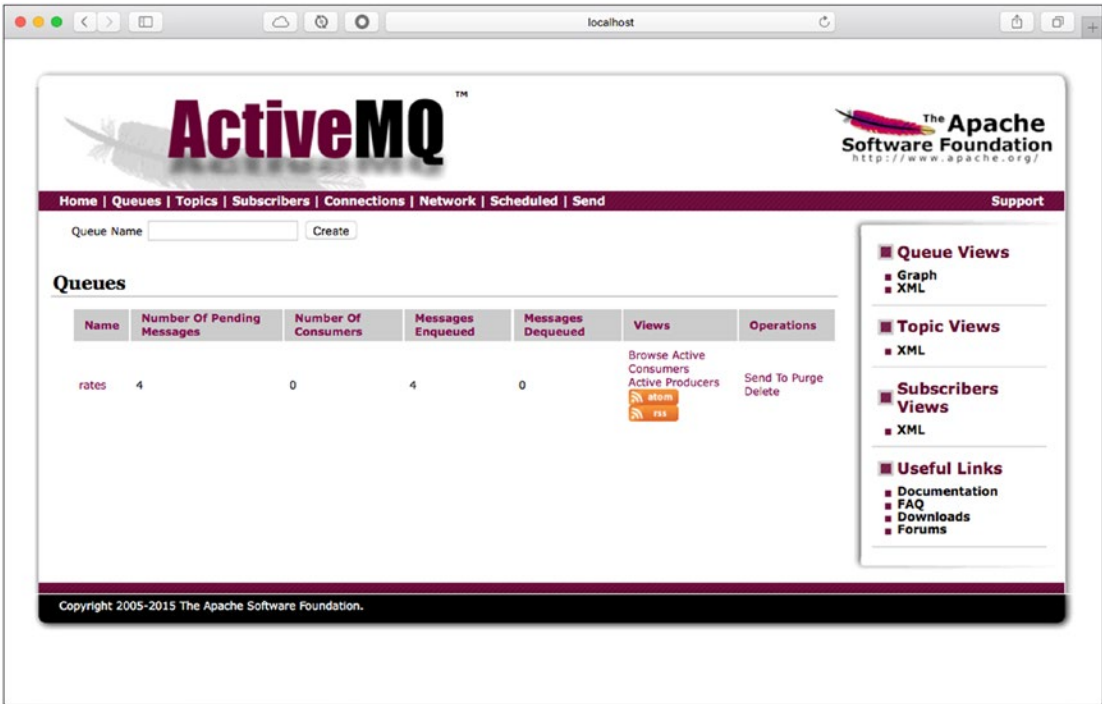 localhost
ActiveMQ™
The Apache
Software Foundation
http://www.apache.org/
Home | Queues | Topics | Subscribers | Connections | Network | Scheduled | Send
Support
Queue Name
Create
Queues
Name
Number Of Pending
Messages
Number Of
Consumers
Messages
Enqueued
Messages
Dequeued
Views
Operations
rates
4
0
4
0
Browse Active
Consumers
Active Producers
atom
rss
Send To Purge
Delete
Queue Views
Graph
XML
Topic Views
XML
Subscribers
Views
XML
Useful Links
Documentation
FAQ
Downloads
Forums
Copyright 2005-2015 The Apache Software Foundation.